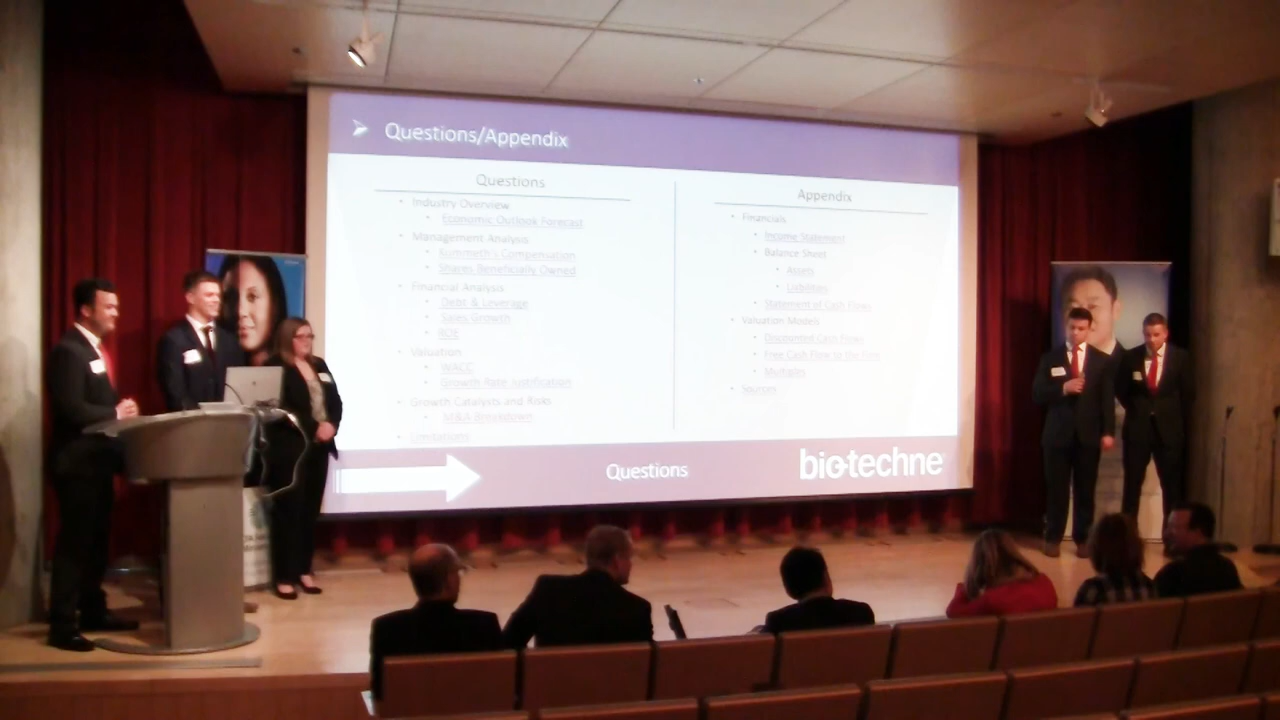 Questions/Appendix
Questions
Industry Overview
Economic Outlook Forecast
Management Analysis
Kummeth's Compensation
Shares Beneficially Owned
Financial Analysis
Debt & Leverage
Sales Growth
ROE
Valuation
WACC
Growth Rate Justification
Growth Catalysts and Risks
M&A Breakdown
Limitations
Appendix
Financials
Income Statement
Balance Sheet
Assets
Liabilities
Statement of Cash Flows
Valuation Models
Discounted Cash Flows
Free Cash Flow to the Firm
Multiples
Sources
Questions
bio-techne